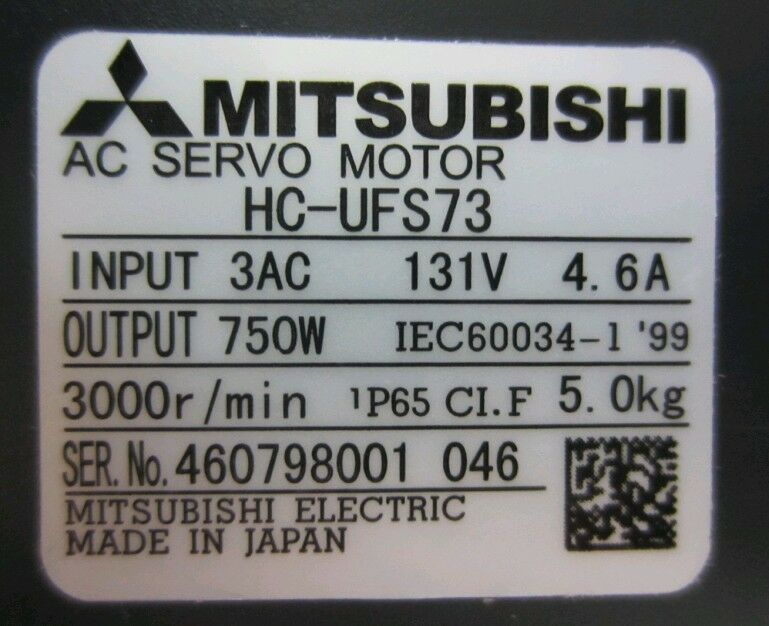 MITSUBISHI
AC SERVO MOTOR
HC-UFS73
INPUT 3AC 131V 4.6A
OUTPUT 750W IEC60034-1 '99
3000r/min IP65 CI.F 5.0kg
SER.No.460798001 046
MITSUBISHI ELECTRIC
MADE IN JAPAN